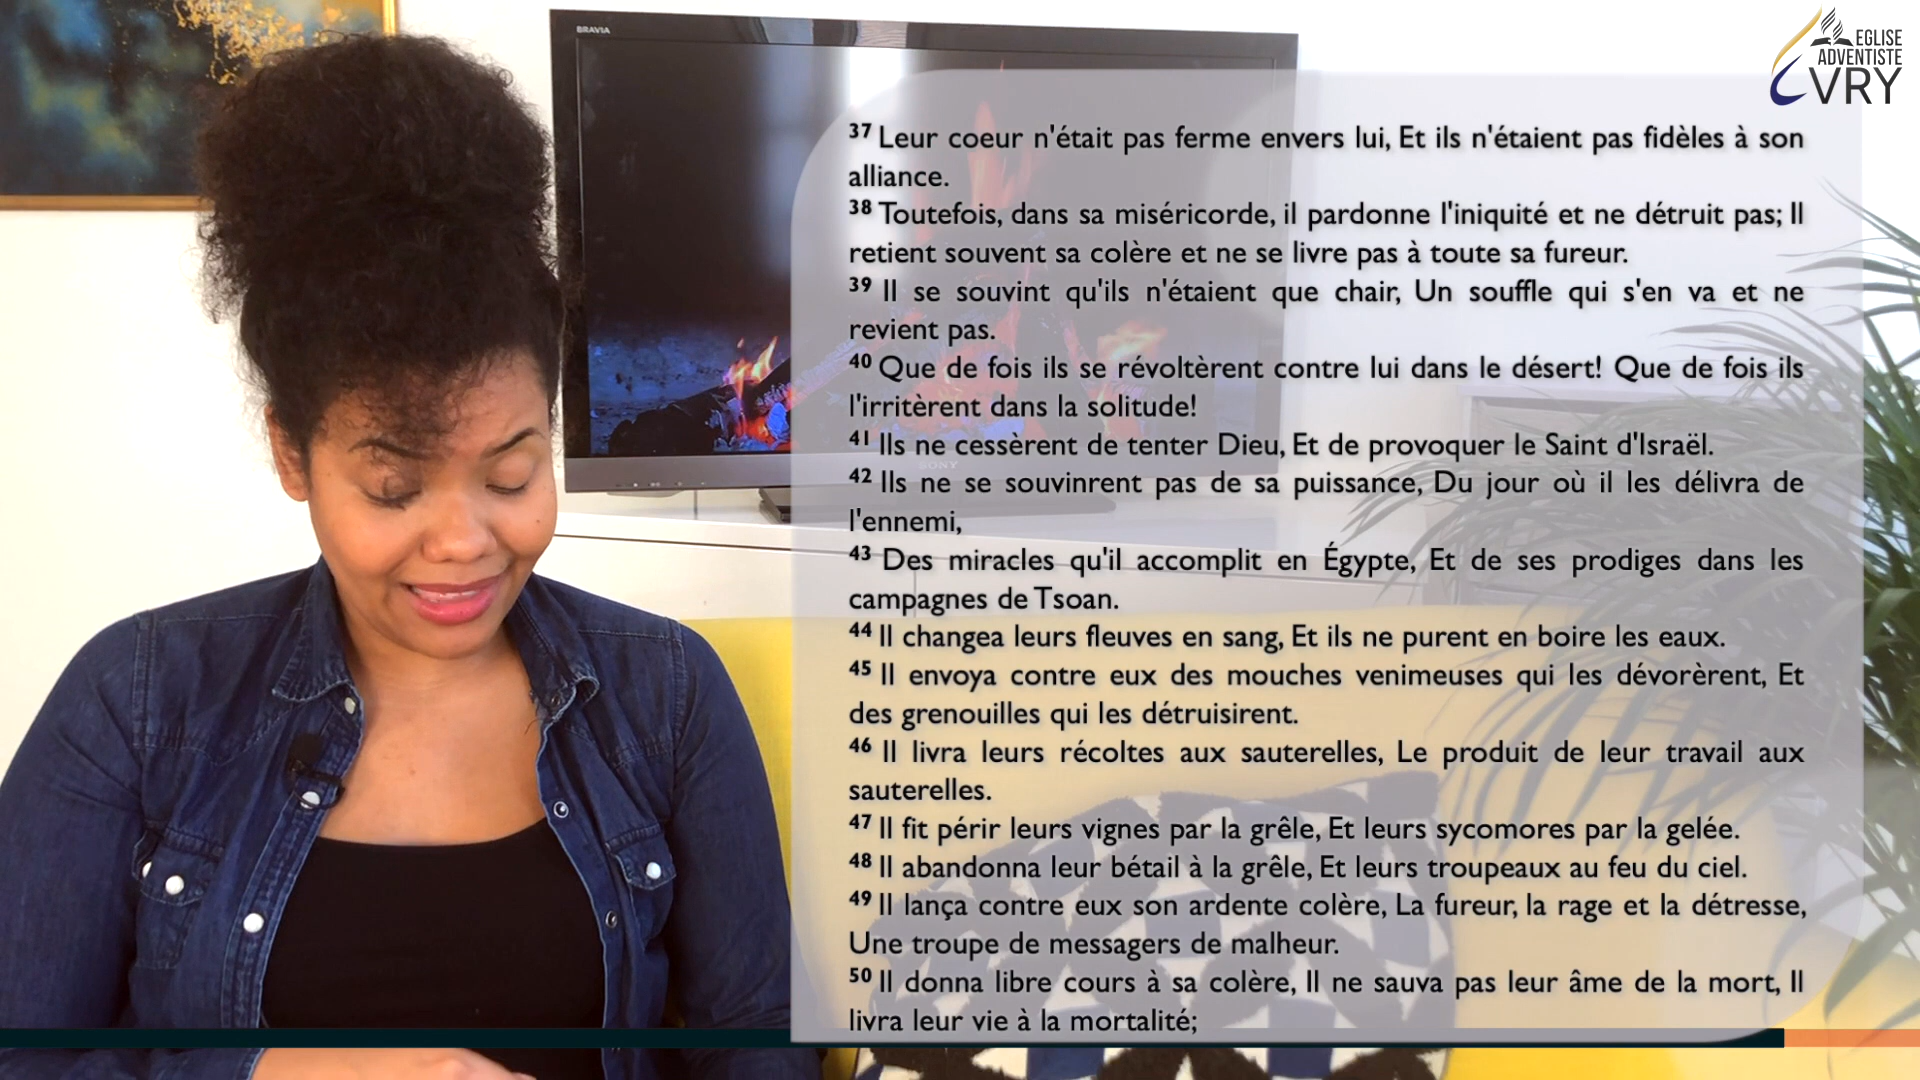 BRAVIA
EGLISE
ADVENTISTE
VRY
37 Leur coeur n'était pas ferme envers lui, Et ils n'étaient pas fidèles à son
alliance.
38 Toutefois, dans sa miséricorde, il pardonne l'iniquité et ne détruit pas; Il
retient souvent sa colère et ne se livre pas à toute sa fureur.
39 Il se souvint qu'ils n'étaient que chair, Un souffle qui s'en va et ne
revient pas.
40 Que de fois ils se révoltèrent contre lui dans le désert! Que de fois ils
l'irritèrent dans la solitude!
41 Ils ne cessèrent de tenter Dieu, Et de provoquer le Saint d'Israël.
SONY
42 Ils ne se souvinrent pas de sa puissance, Du jour où il les délivra de
l'ennemi,
43 Des miracles qu'il accomplit en Égypte, Et de ses prodiges dans les
campagnes de Tsoan.
44 Il changea leurs fleuves en sang, Et ils ne purent en boire les eaux.
45 Il envoya contre eux des mouches venimeuses qui les dévorèrent, Et
des grenouilles qui les détruisirent.
46 Il livra leurs récoltes aux sauterelles, Le produit de leur travail aux
sauterelles.
47 Il fit périr leurs vignes par la grêle, Et leurs sycomores par la gelée.
48 Il abandonna leur bétail à la grêle, Et leurs troupeaux au feu du ciel.
49 Il lança contre eux son ardente colère, La fureur, la rage et la détresse,
Une troupe de messagers de malheur.
50 Il donna libre cours à sa colère, Il ne sauva pas leur âme de la mort, Il
livra leur vie à la mortalité;